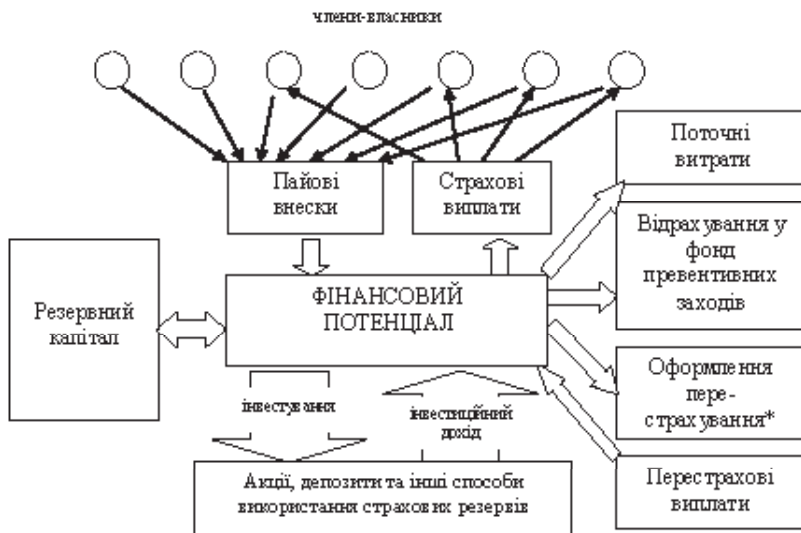 члени-власники
Пайові
внески
Страхові
виплати
Поточні
витрати
Відрахування у
фонд
превентивних
заходів
Резервний
капітал
ФІНАНСОВИЙ
ПОТЕНЦІАЛ
Оформлення
пере-
страхування*
інвестування
інвестиційний
дохід
Перестрахові
виплати
Акції, депозити та інші способи
використання страхових резервів